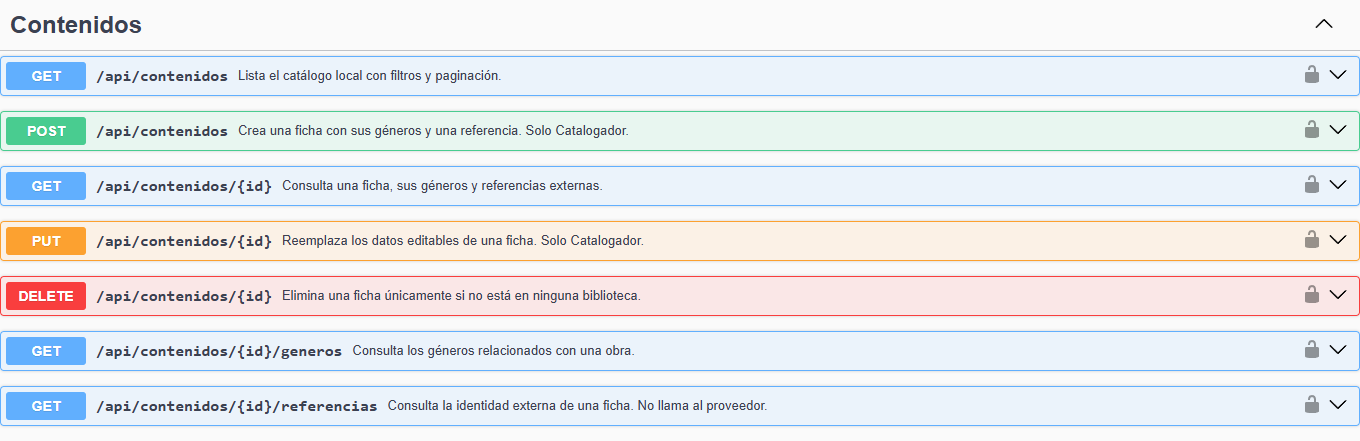 Contenidos
GET /api/contenidos Lista el catálogo local con filtros y paginación.
POST /api/contenidos Crea una ficha con sus géneros y una referencia. Solo Catalogador.
GET /api/contenidos/{id} Consulta una ficha, sus géneros y referencias externas.
PUT /api/contenidos/{id} Reemplaza los datos editables de una ficha. Solo Catalogador.
DELETE /api/contenidos/{id} Elimina una ficha únicamente si no está en ninguna biblioteca.
GET /api/contenidos/{id}/generos Consulta los géneros relacionados con una obra.
GET /api/contenidos/{id}/referencias Consulta la identidad externa de una ficha. No llama al proveedor.